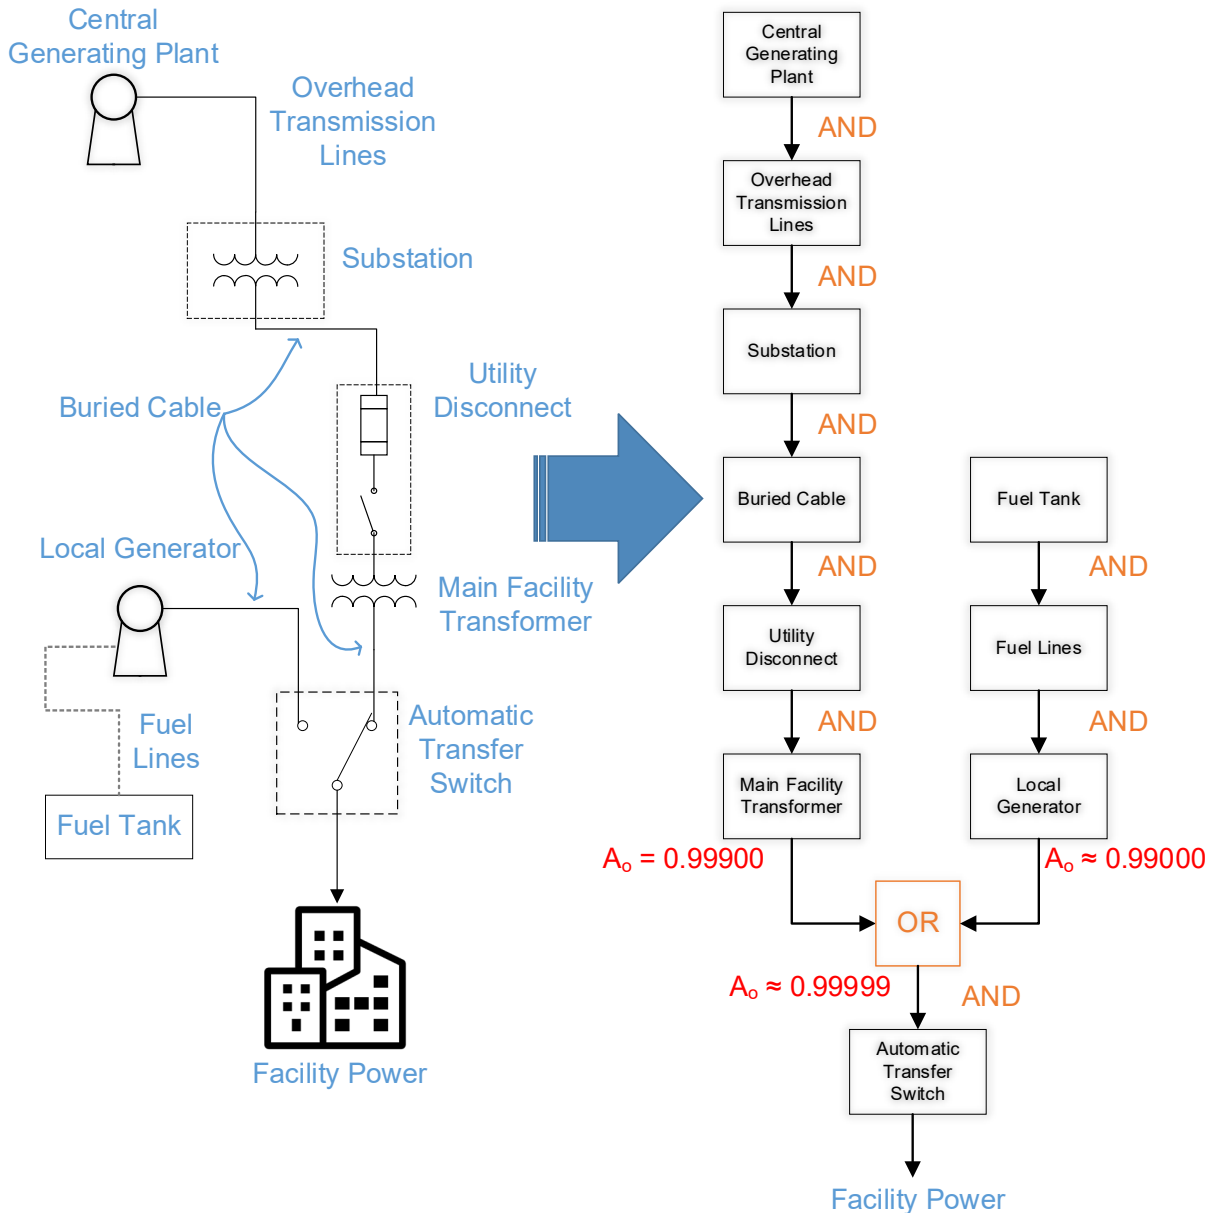 Central
Generating Plant
Overhead
Transmission
Lines
Substation
Buried Cable
Utility
Disconnect
Local Generator
Main Facility
Transformer
Fuel
Lines
Automatic
Transfer
Switch
Fuel Tank
Facility Power
Central
Generating
Plant
AND
Overhead
Transmission
Lines
AND
Substation
AND
Buried Cable
AND
Utility
Disconnect
AND
Main Facility
Transformer
Aₒ = 0.99900
Fuel Tank
AND
Fuel Lines
AND
Local
Generator
Aₒ ≈ 0.99000
OR
Aₒ ≈ 0.99999
AND
Automatic
Transfer
Switch
Facility Power